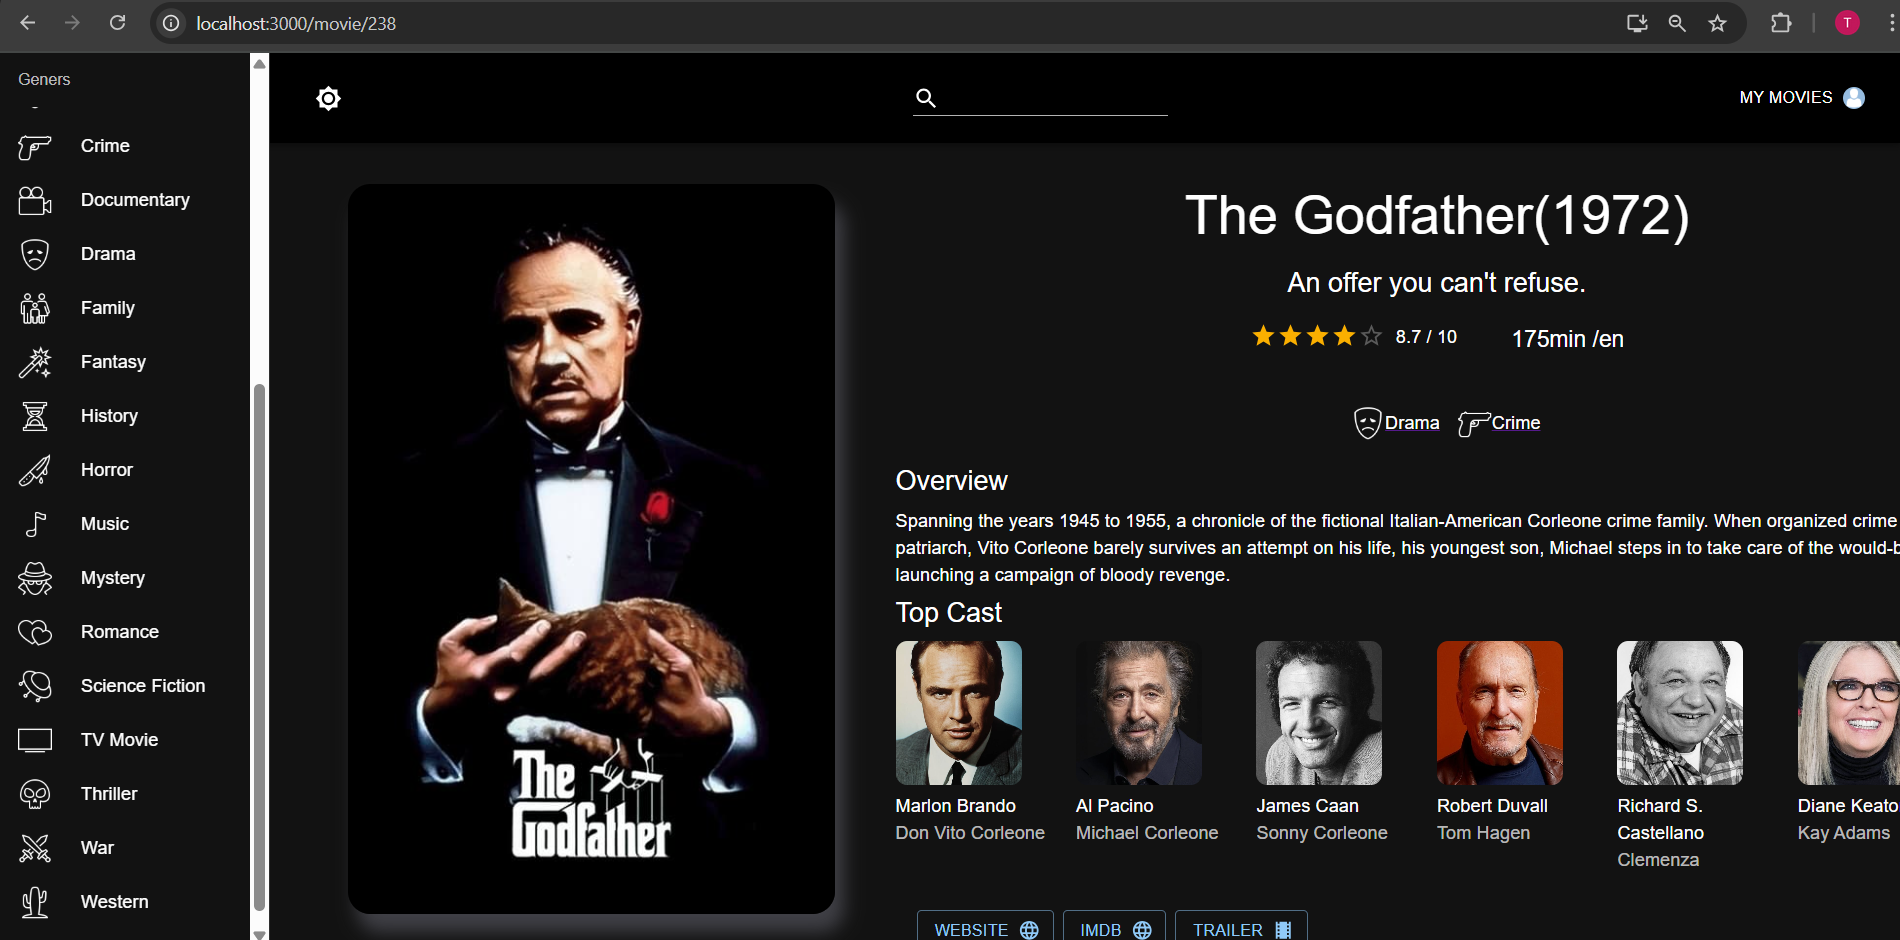 localhost:3000/movie/238
T
Geners
Crime
Documentary
Drama
Family
Fantasy
History
Horror
Music
Mystery
Romance
Science Fiction
TV Movie
Thriller
War
Western
MY MOVIES
The
Godfather
The Godfather(1972)
An offer you can't refuse.
8.7 / 10
175min /en
Drama
Crime
Overview
Spanning the years 1945 to 1955, a chronicle of the fictional Italian-American Corleone crime family. When organized crime
patriarch, Vito Corleone barely survives an attempt on his life, his youngest son, Michael steps in to take care of the would-b
launching a campaign of bloody revenge.
Top Cast
Marlon Brando
Don Vito Corleone
Al Pacino
Michael Corleone
James Caan
Sonny Corleone
Robert Duvall
Tom Hagen
Richard S.
Castellano
Clemenza
Diane Keato
Kay Adams
WEBSITE
IMDB
TRAILER